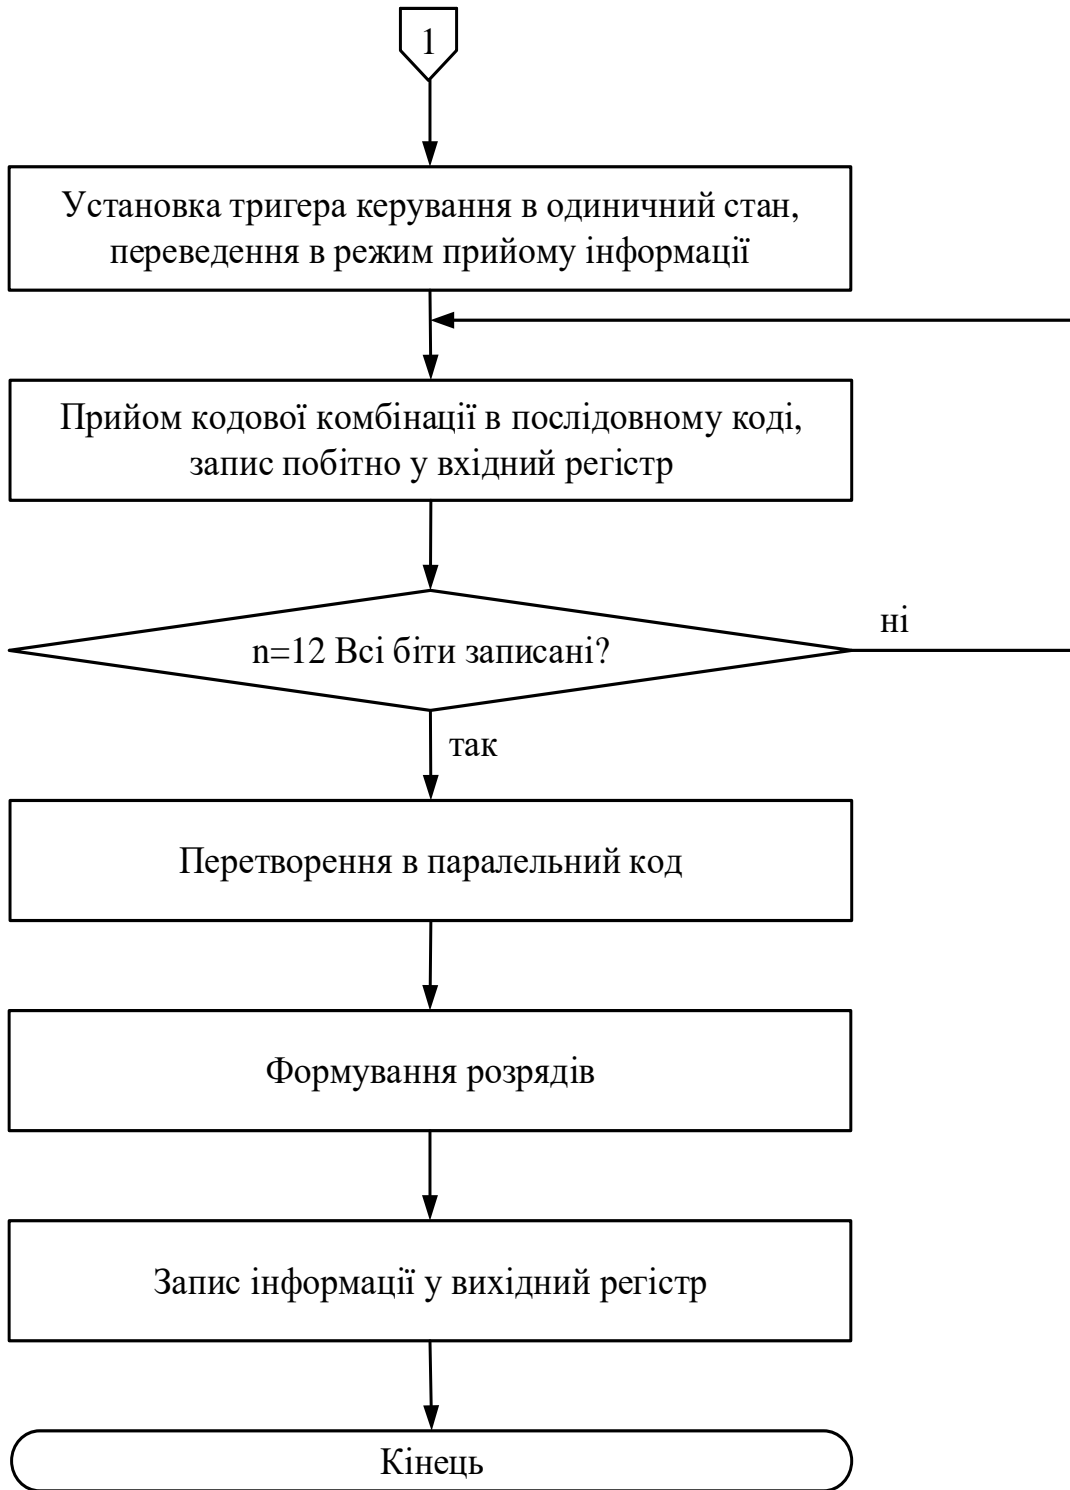 1
Установка тригера керування в одиничний стан,
переведення в режим прийому інформації
Прийом кодової комбінації в послідовному коді,
запис побітно у вхідний регістр
n=12 Всі біти записані?
ні
так
Перетворення в паралельний код
Формування розрядів
Запис інформації у вихідний регістр
Кінець